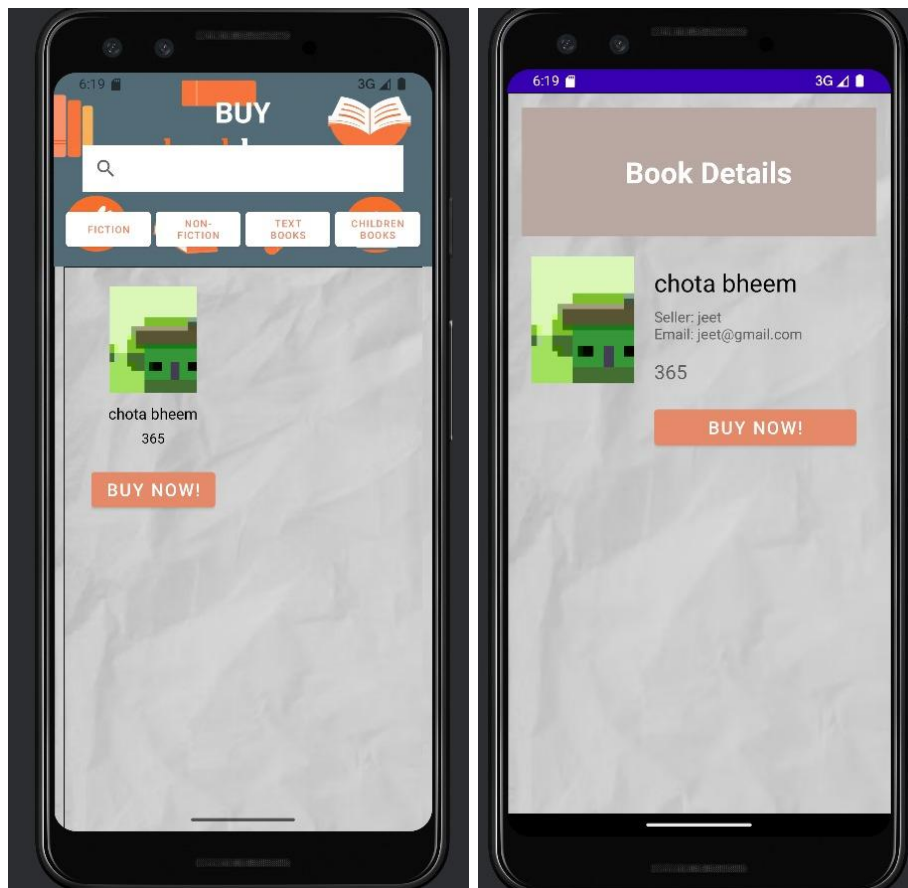 6:19
3G
BUY
FICTION
NON-
FICTION
TEXT
BOOKS
CHILDREN
BOOKS
chota bheem
365
BUY NOW!
6:19
3G
Book Details
chota bheem
Seller: jeet
Email: jeet@gmail.com
365
BUY NOW!